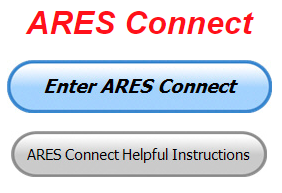 ARES Connect
Enter ARES Connect
ARES Connect Helpful Instructions